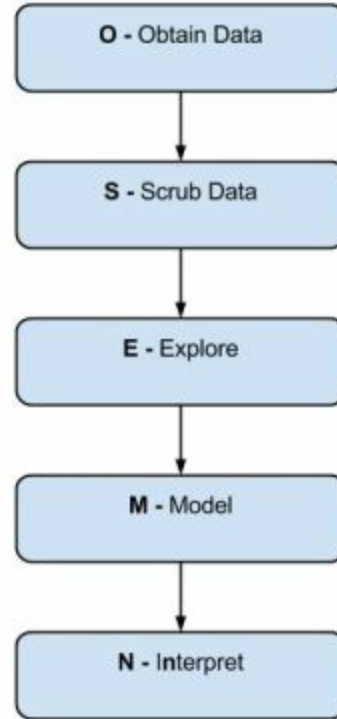 O - Obtain Data
S - Scrub Data
E - Explore
M - Model
N - Interpret